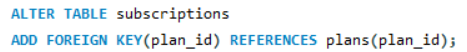 ALTER TABLE subscriptions
ADD FOREIGN KEY(plan_id) REFERENCES plans(plan_id);